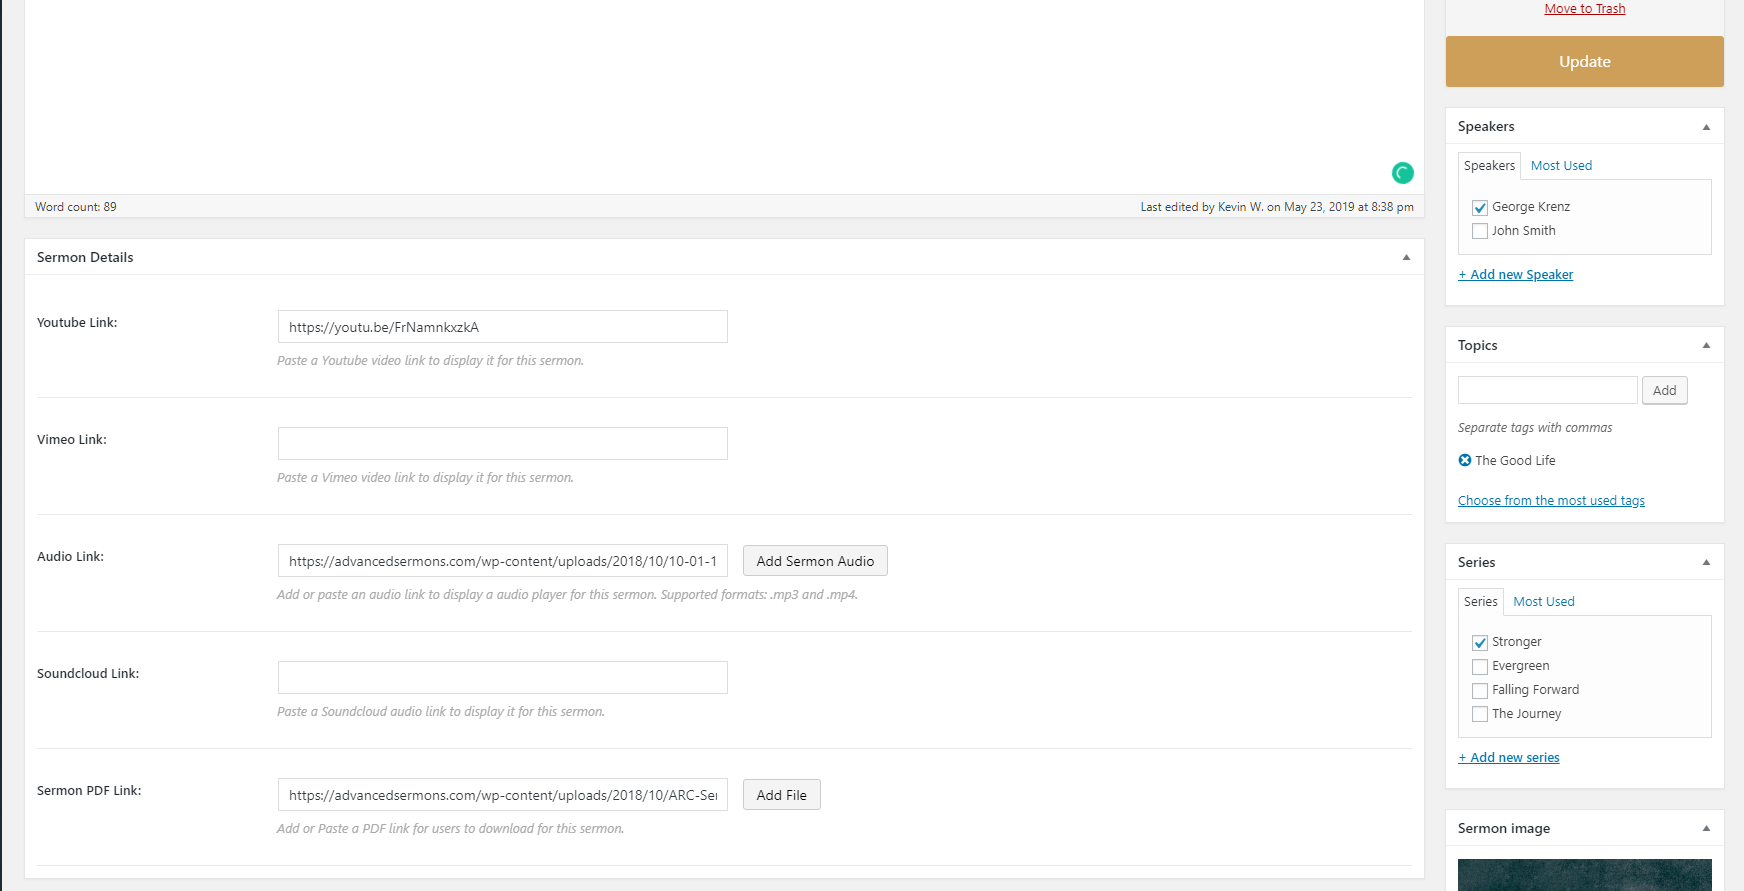 Move to Trash
Update
Word count: 89
Last edited by Kevin W. on May 23, 2019 at 8:38 pm
Sermon Details
Youtube Link:
https://youtu.be/FrNamnkxzkA
Paste a Youtube video link to display it for this sermon.
Vimeo Link:
Paste a Vimeo video link to display it for this sermon.
Audio Link:
https://advancedsermons.com/wp-content/uploads/2018/10/10-01-1
Add Sermon Audio
Add or paste an audio link to display a audio player for this sermon. Supported formats: .mp3 and .mp4.
Soundcloud Link:
Paste a Soundcloud audio link to display it for this sermon.
Sermon PDF Link:
https://advancedsermons.com/wp-content/uploads/2018/10/ARC-Ser
Add File
Add or Paste a PDF link for users to download for this sermon.
Speakers
Speakers
Most Used
George Krenz
John Smith
+ Add new Speaker
Topics
Add
Separate tags with commas
The Good Life
Choose from the most used tags
Series
Series
Most Used
Stronger
Evergreen
Falling Forward
The Journey
+ Add new series
Sermon image